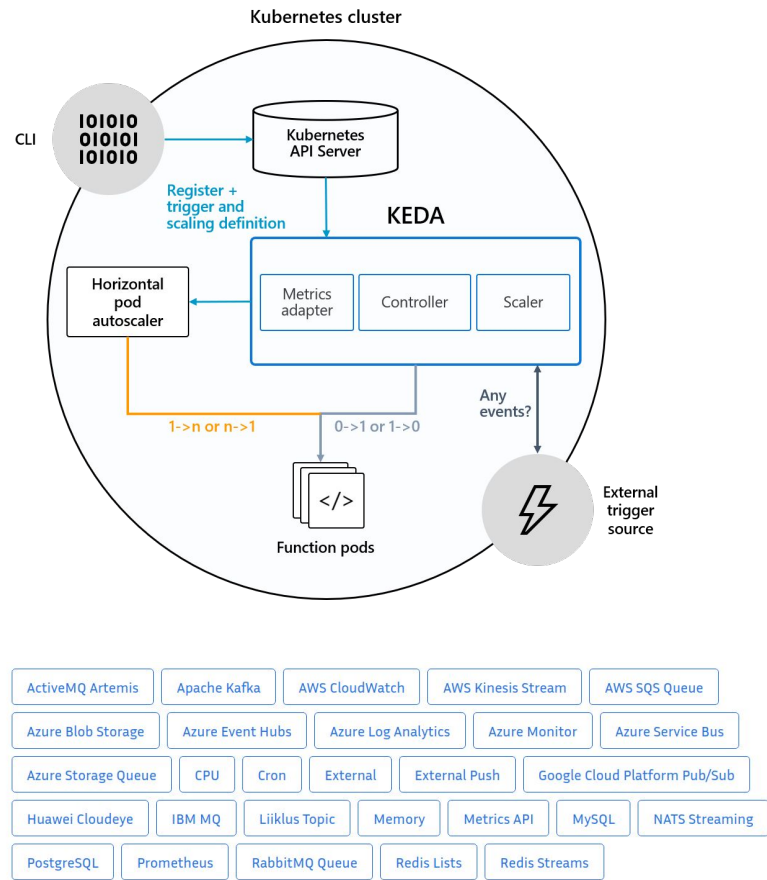 Kubernetes cluster
101010
CLI
010101
101010
Kubernetes
API Server
Register +
trigger and
scaling definition
KEDA
Horizontal
pod
autoscaler
Metrics
adapter
Controller
Scaler
Any
events?
1->n or n->1
0->1 or 1->0
</>
External
trigger
source
Function pods
ActiveMQ Artemis
Apache Kafka
AWS CloudWatch
AWS Kinesis Stream
AWS SQS Queue
Azure Blob Storage
Azure Event Hubs
Azure Log Analytics
Azure Monitor
Azure Service Bus
Azure Storage Queue
CPU
Cron
External
External Push
Google Cloud Platform Pub/Sub
Huawei Cloudeye
IBM MQ
Liiklus Topic
Memory
Metrics API
MySQL
NATS Streaming
PostgreSQL
Prometheus
RabbitMQ Queue
Redis Lists
Redis Streams